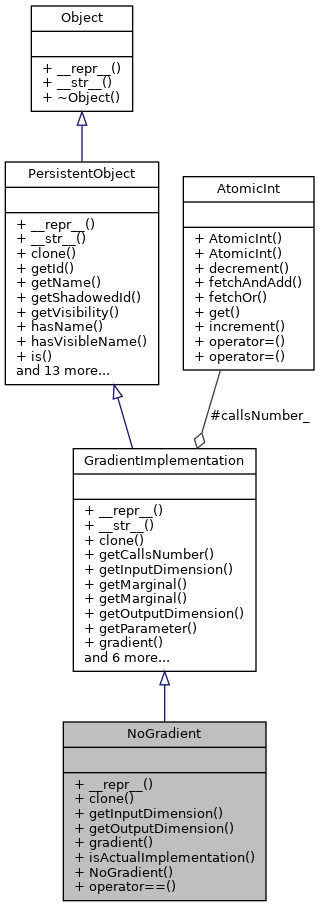 Object
+ __repr__()
+ __str__()
+ ~Object()
PersistentObject
+ __repr__()
+ __str__()
+ clone()
+ getId()
+ getName()
+ getShadowedId()
+ getVisibility()
+ hasName()
+ hasVisibleName()
+ is()
and 13 more...
AtomicInt
+ AtomicInt()
+ AtomicInt()
+ decrement()
+ fetchAndAdd()
+ fetchOr()
+ get()
+ increment()
+ operator=()
+ operator=()
#callsNumber_
GradientImplementation
+ __repr__()
+ __str__()
+ clone()
+ getCallsNumber()
+ getInputDimension()
+ getMarginal()
+ getMarginal()
+ getOutputDimension()
+ getParameter()
+ gradient()
and 6 more...
NoGradient
+ __repr__()
+ clone()
+ getInputDimension()
+ getOutputDimension()
+ gradient()
+ isActualImplementation()
+ NoGradient()
+ operator==()